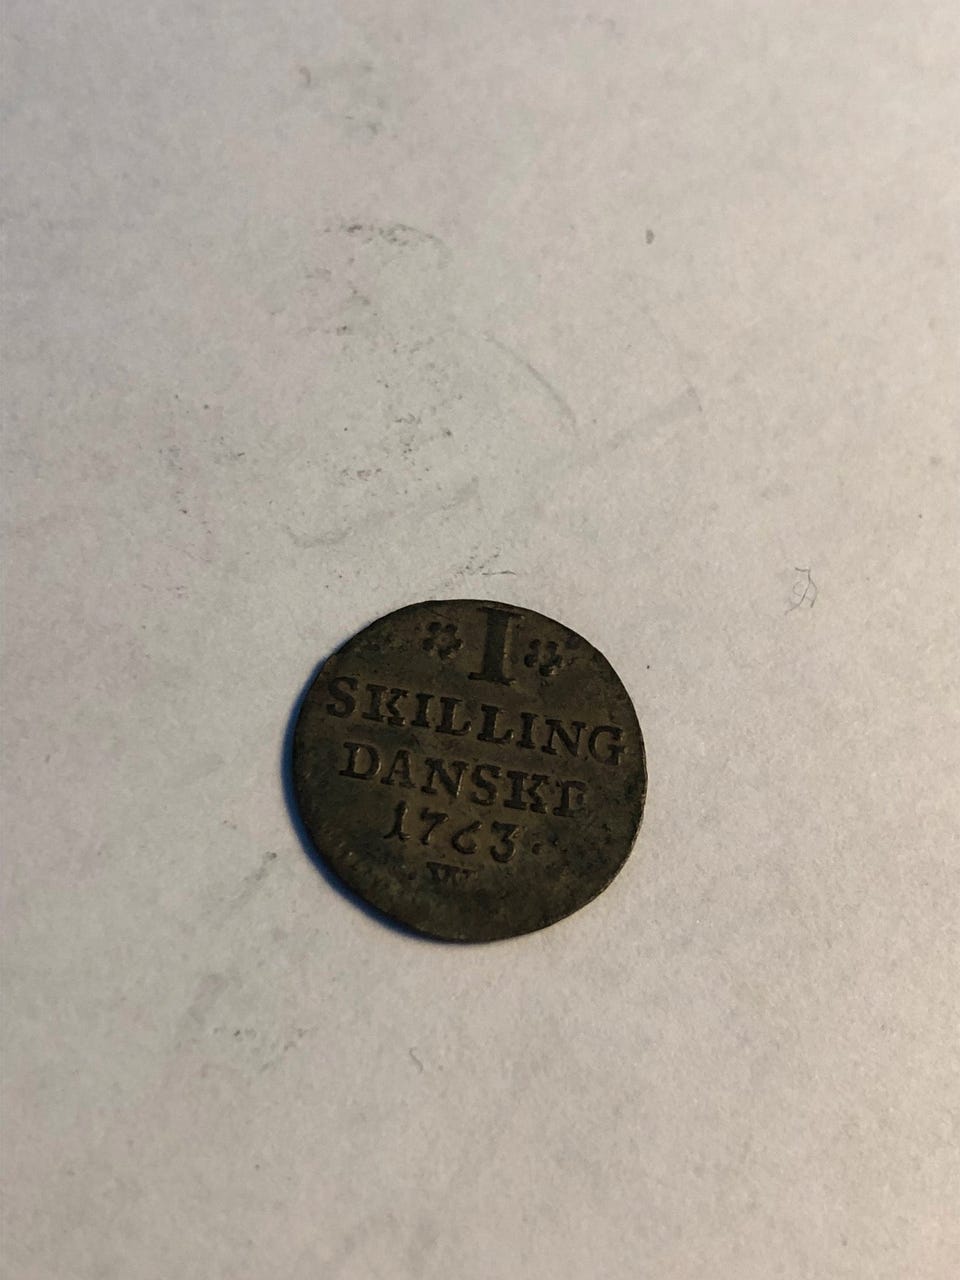 I
SKILLING
DANSKE
1763.
W